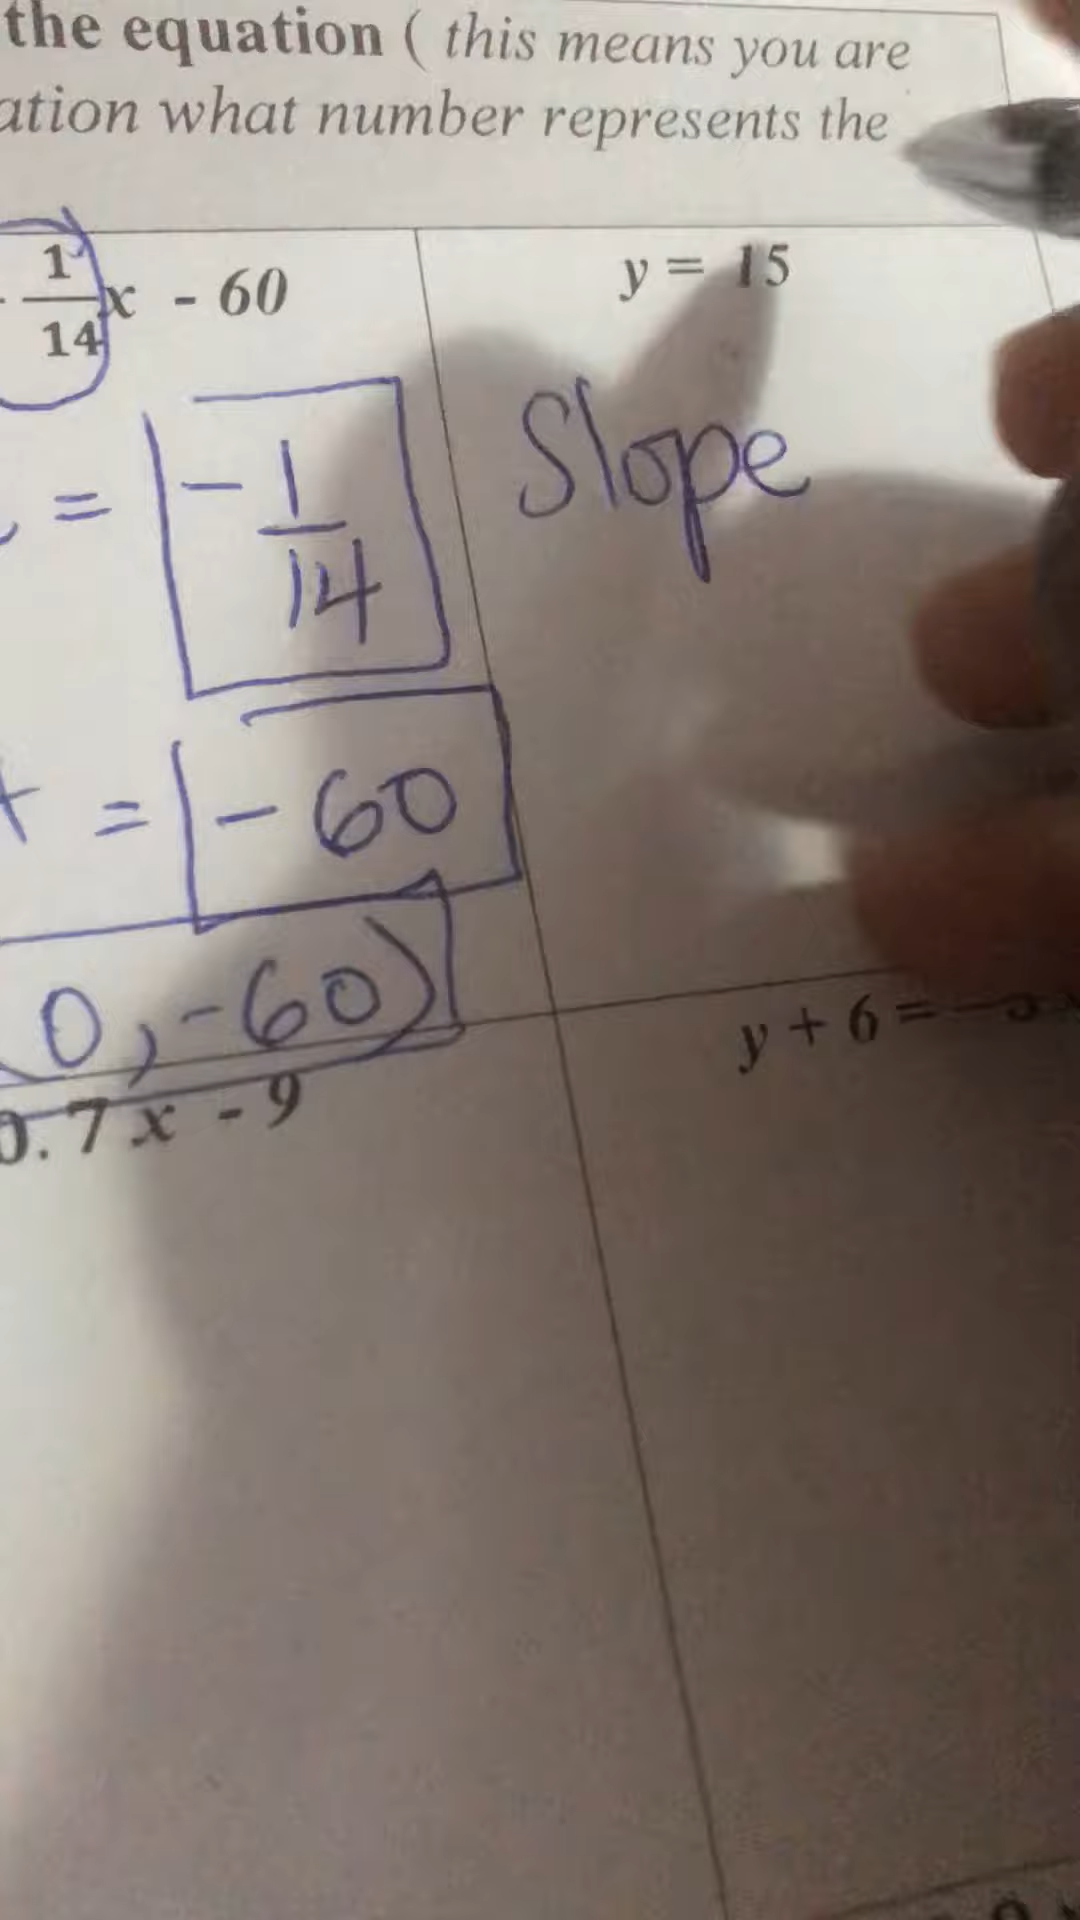 the equation ( this means you are
ation what number represents the
- 1/14 x - 60
y = 15
= - 1/14
Slope
= - 60
(0, -60)
0.7x - 9
y + 6 =